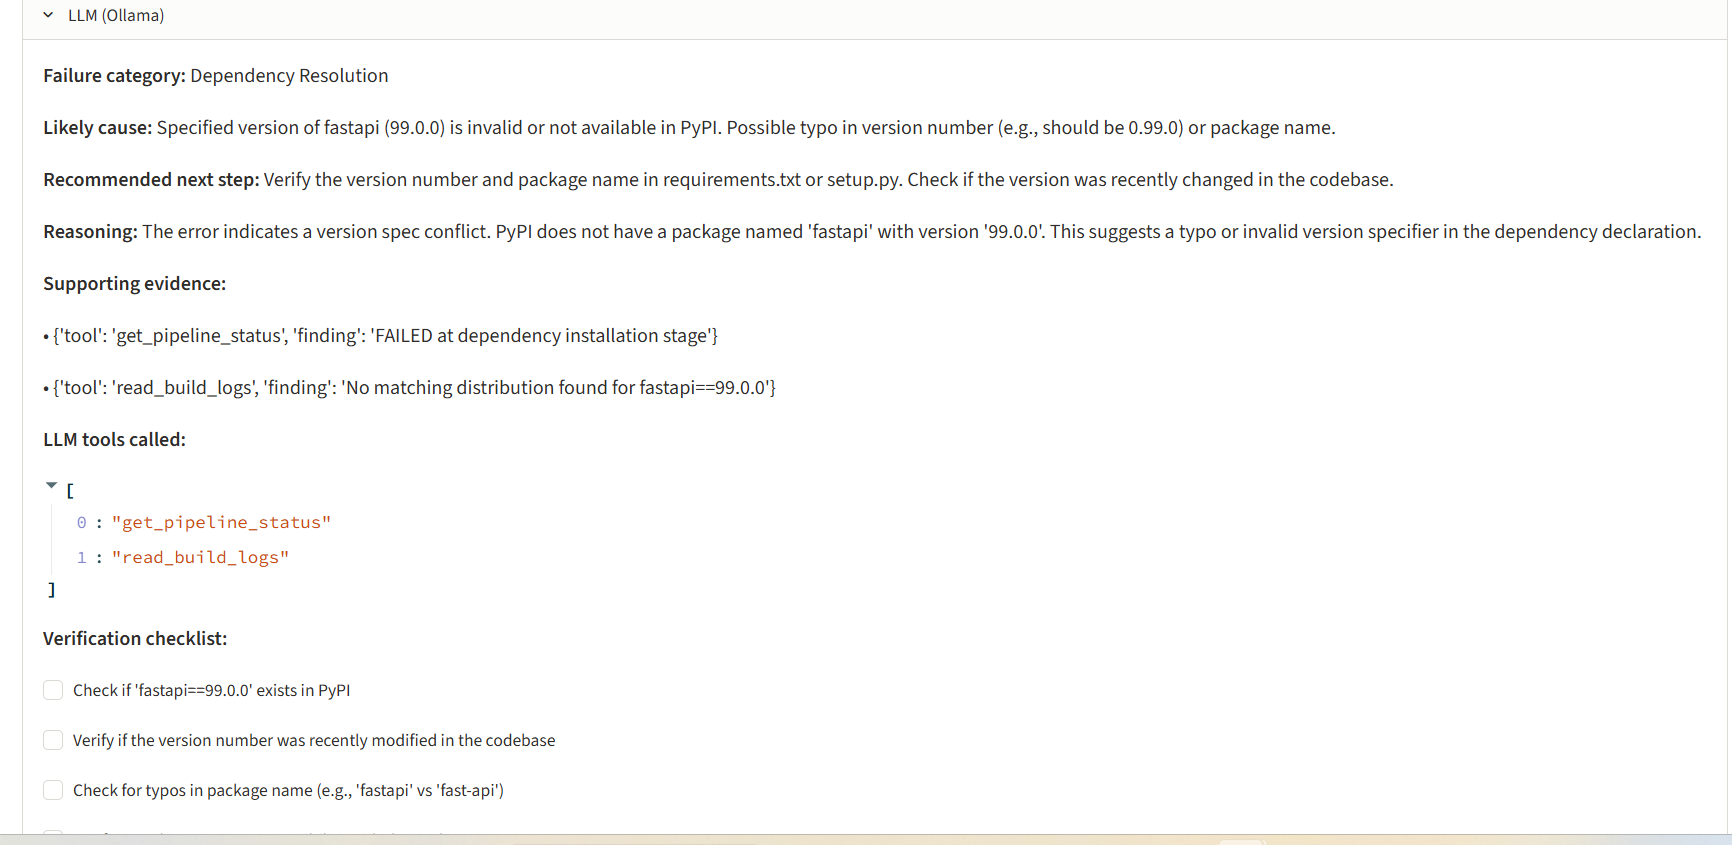 LLM (Ollama)
Failure category: Dependency Resolution
Likely cause: Specified version of fastapi (99.0.0) is invalid or not available in PyPI. Possible typo in version number (e.g., should be 0.99.0) or package name.
Recommended next step: Verify the version number and package name in requirements.txt or setup.py. Check if the version was recently changed in the codebase.
Reasoning: The error indicates a version spec conflict. PyPI does not have a package named 'fastapi' with version '99.0.0'. This suggests a typo or invalid version specifier in the dependency declaration.
Supporting evidence:
• {'tool': 'get_pipeline_status', 'finding': 'FAILED at dependency installation stage'}
• {'tool': 'read_build_logs', 'finding': 'No matching distribution found for fastapi==99.0.0'}
LLM tools called:
[
0 : "get_pipeline_status"
1 : "read_build_logs"
]
Verification checklist:
Check if 'fastapi==99.0.0' exists in PyPI
Verify if the version number was recently modified in the codebase
Check for typos in package name (e.g., 'fastapi' vs 'fast-api')